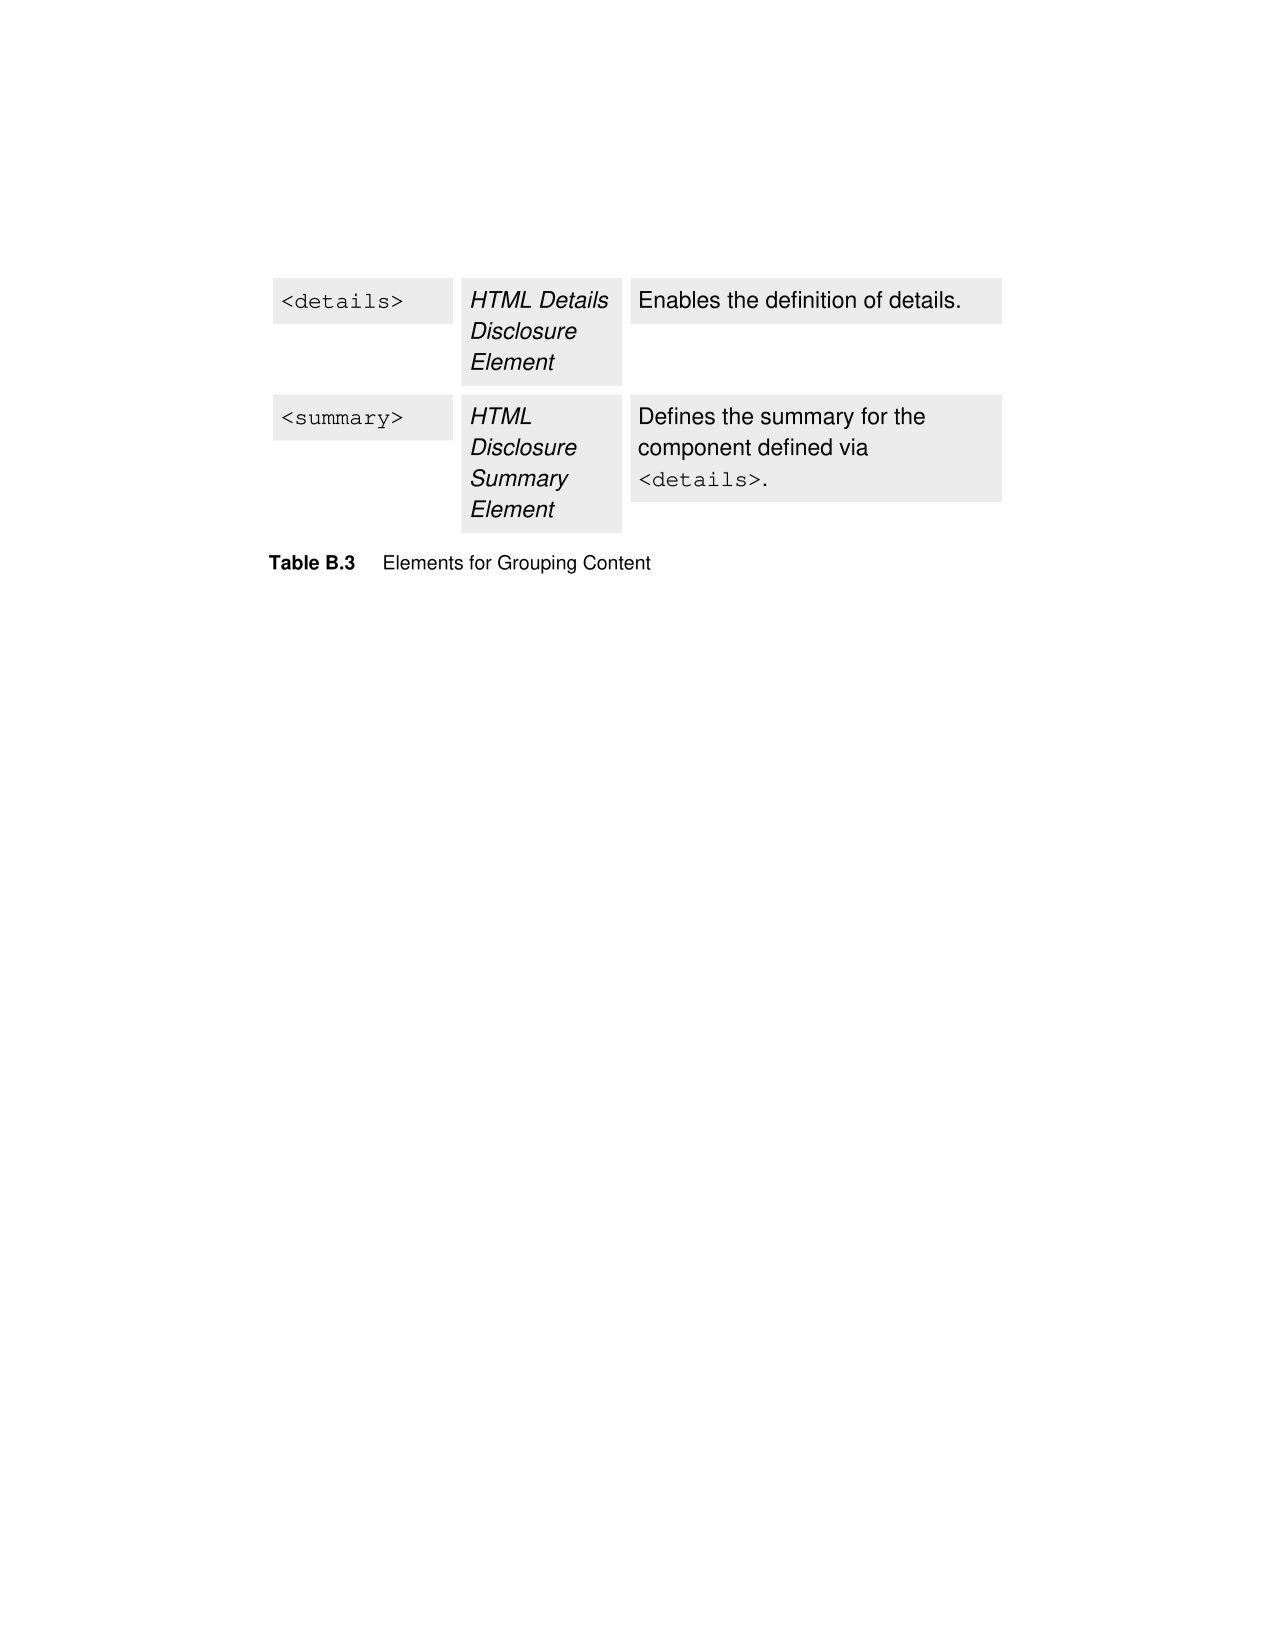 <details>
HTML Details
Disclosure
Element
Enables the definition of details.
<summary>
HTML
Disclosure
Summary
Element
Defines the summary for the
component defined via
<details>.
Table B.3 Elements for Grouping Content